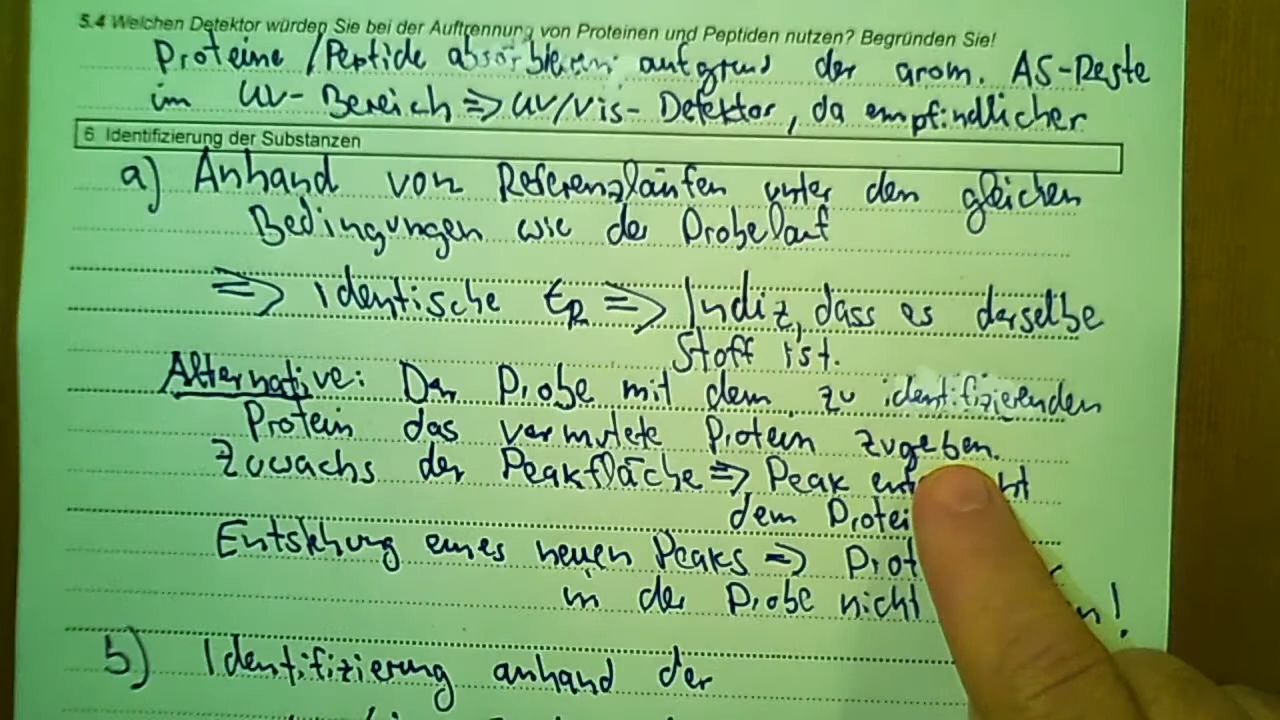 5.4 Welchen Detektor würden Sie bei der Auftrennung von Proteinen und Peptiden nutzen? Begründen Sie!
Proteine / Peptide absorbieren aufgrund der arom. AS-Reste
im UV-Bereich => UV/Vis-Detektor, da empfindlicher
6 Identifizierung der Substanzen
a) Anhand von Referenzläufen unter den gleichen
Bedingungen wie der Probelauf
=> identische tR => Indiz, dass es derselbe
Stoff ist.
Alternative: Der Probe mit dem zu identifizierenden
Protein das vermutete Protein zugeben.
Zuwachs der Peakfläche => Peak
dem
Entstehung eines neuen Peaks =>
in der Probe nicht
b) Identifizierung anhand der